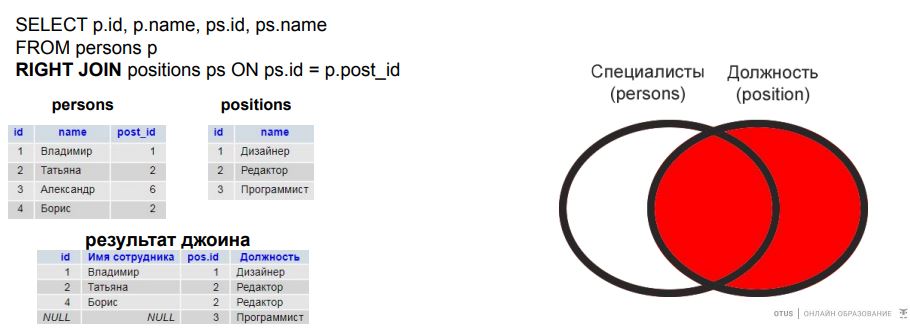 SELECT p.id, p.name, ps.id, ps.name
FROM persons p
RIGHT JOIN positions ps ON ps.id = p.post_id
persons
id name post_id
1 Владимир 1
2 Татьяна 2
3 Александр 6
4 Борис 2
positions
id name
1 Дизайнер
2 Редактор
3 Программист
результат джоина
id Имя сотрудника pos.id Должность
1 Владимир 1 Дизайнер
2 Татьяна 2 Редактор
4 Борис 2 Редактор
NULL NULL 3 Программист
Специалисты
(persons)
Должность
(position)
OTUS | ОНЛАЙН ОБРАЗОВАНИЕ